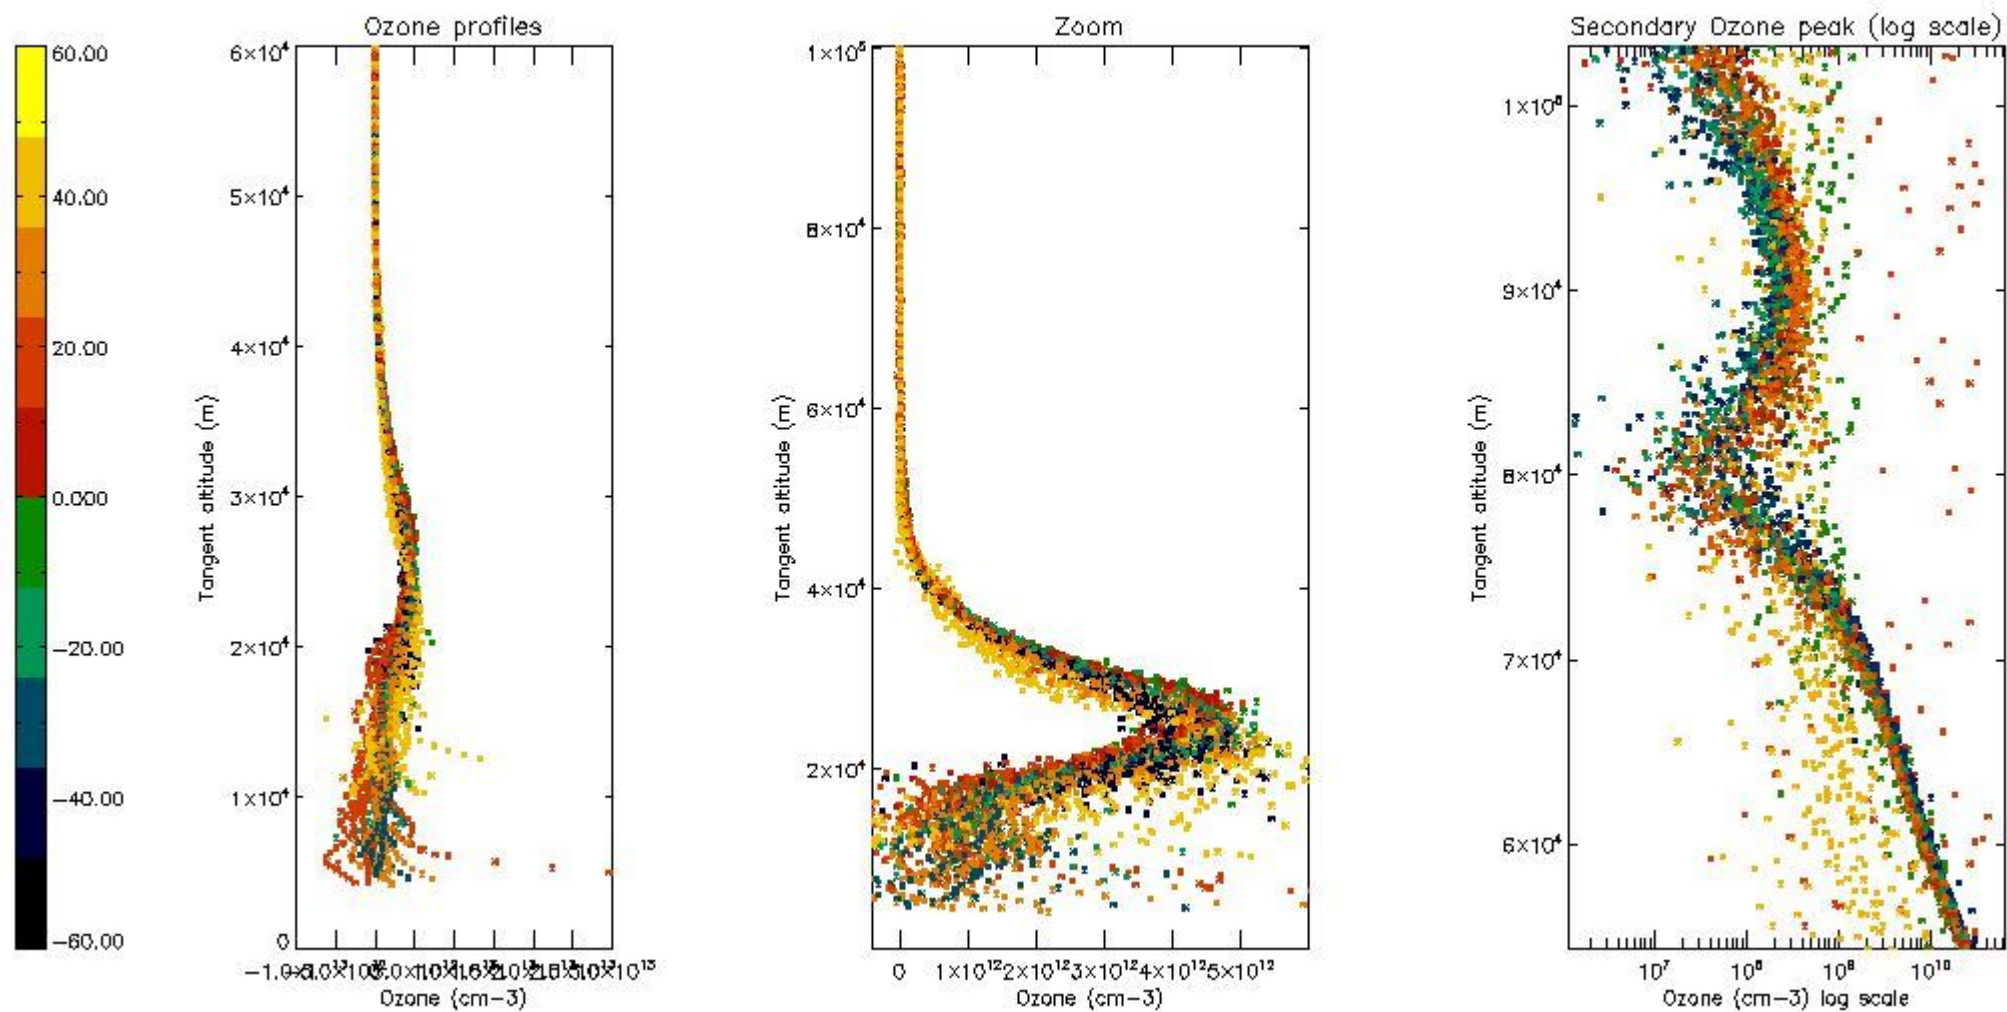 60.00
40.00
20.00
0.000
−20.00
−40.00
−60.00
Ozone profiles
6×10⁴
5×10⁴
4×10⁴
3×10⁴
2×10⁴
1×10⁴
0
Tangent altitude (m)
Ozone (cm−3)
Zoom
1×10⁵
8×10⁴
6×10⁴
4×10⁴
2×10⁴
Tangent altitude (m)
0 1×10¹² 2×10¹² 3×10¹² 4×10¹² 5×10¹²
Ozone (cm−3)
Secondary Ozone peak (log scale)
1×10⁵
9×10⁴
8×10⁴
7×10⁴
6×10⁴
Tangent altitude (m)
10⁷ 10⁸ 10⁹ 10¹⁰
Ozone (cm−3) log scale